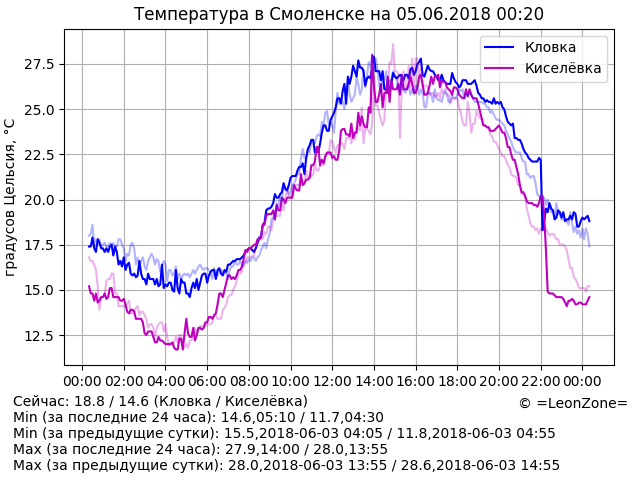 Температура в Смоленске на 05.06.2018 00:20
Кловка
Киселёвка
градусов Цельсия, °C
27.5
25.0
22.5
20.0
17.5
15.0
12.5
00:00 02:00 04:00 06:00 08:00 10:00 12:00 14:00 16:00 18:00 20:00 22:00 00:00
Сейчас: 18.8 / 14.6 (Кловка / Киселёвка)
© =LeonZone=
Min (за последние 24 часа): 14.6,05:10 / 11.7,04:30
Min (за предыдущие сутки): 15.5,2018-06-03 04:05 / 11.8,2018-06-03 04:55
Max (за последние 24 часа): 27.9,14:00 / 28.0,13:55
Max (за предыдущие сутки): 28.0,2018-06-03 13:55 / 28.6,2018-06-03 14:55